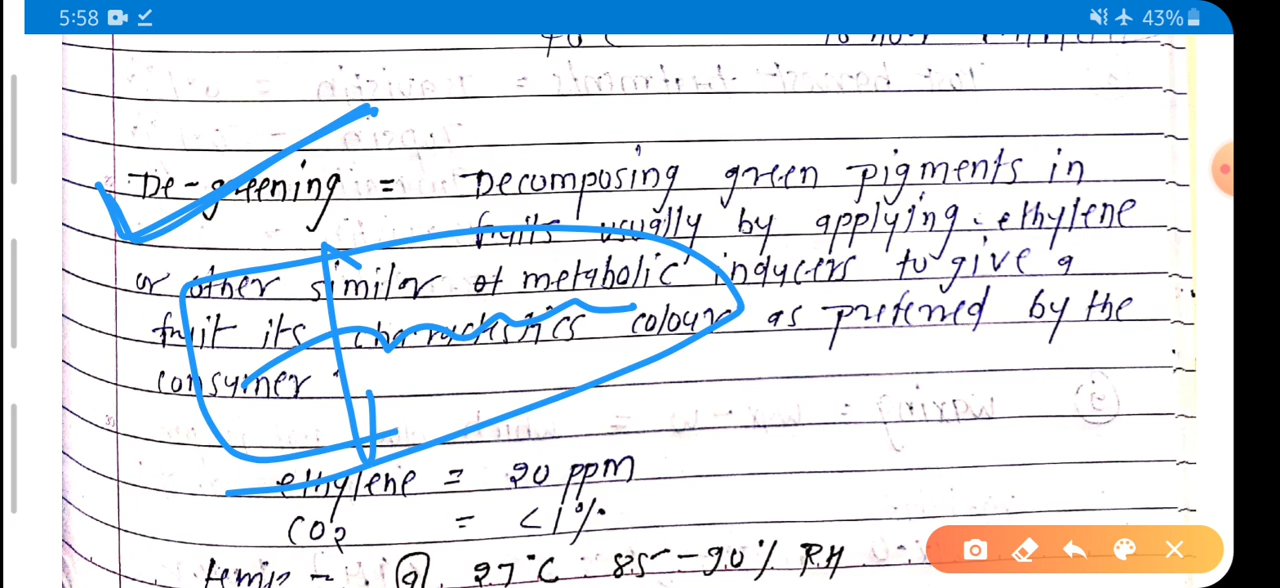 5:58
43%
De-greening = Decomposing green pigments in
fruits usually by applying ethylene
or other similar of metabolic inducers to give a
fruit its characteristics colour as preferred by the
consumer
ethylene = 20 ppm
CO2 = <1%
temp - @ 27°C 85-90% RH